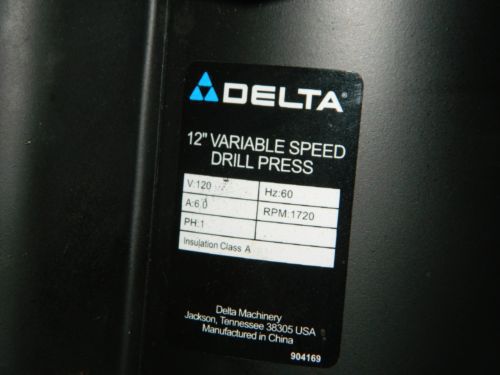 DELTA®
12" VARIABLE SPEED
DRILL PRESS
V:120 Hz:60
A:6.0 RPM:1720
PH:1
Insulation Class A
Delta Machinery
Jackson, Tennessee 38305 USA
Manufactured in China
904169